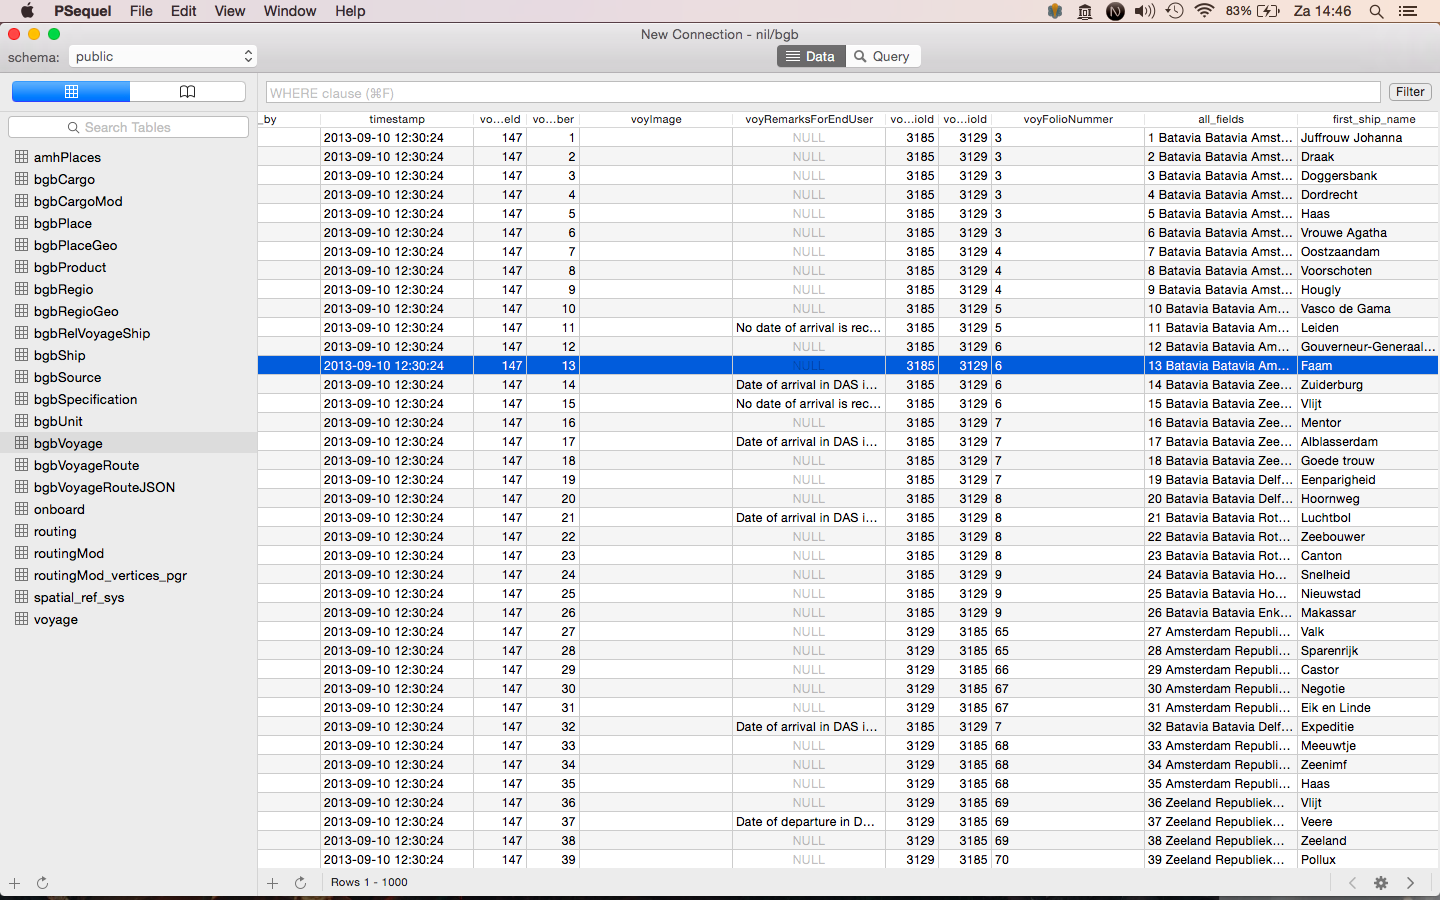 PSequel File Edit View Window Help 83% Za 14:46
New Connection - nil/bgb
schema: public Data Query
WHERE clause (⌘F) Filter
Search Tables
amhPlaces
bgbCargo
bgbCargoMod
bgbPlace
bgbPlaceGeo
bgbProduct
bgbRegio
bgbRegioGeo
bgbRelVoyageShip
bgbShip
bgbSource
bgbSpecification
bgbUnit
bgbVoyage
bgbVoyageRoute
bgbVoyageRouteJSON
onboard
routing
routingMod
routingMod_vertices_pgr
spatial_ref_sys
voyage
_by timestamp vo...eld vo...ber voyImage voyRemarksForEndUser vo...iold vo...iold voyFolioNummer all_fields first_ship_name
2013-09-10 12:30:24 147 1 NULL 3185 3129 3 1 Batavia Batavia Amst... Juffrouw Johanna
2013-09-10 12:30:24 147 2 NULL 3185 3129 3 2 Batavia Batavia Amst... Draak
2013-09-10 12:30:24 147 3 NULL 3185 3129 3 3 Batavia Batavia Amst... Doggersbank
2013-09-10 12:30:24 147 4 NULL 3185 3129 3 4 Batavia Batavia Amst... Dordrecht
2013-09-10 12:30:24 147 5 NULL 3185 3129 3 5 Batavia Batavia Amst... Haas
2013-09-10 12:30:24 147 6 NULL 3185 3129 3 6 Batavia Batavia Amst... Vrouwe Agatha
2013-09-10 12:30:24 147 7 NULL 3185 3129 4 7 Batavia Batavia Amst... Oostzaandam
2013-09-10 12:30:24 147 8 NULL 3185 3129 4 8 Batavia Batavia Amst... Voorschoten
2013-09-10 12:30:24 147 9 NULL 3185 3129 4 9 Batavia Batavia Amst... Hougly
2013-09-10 12:30:24 147 10 NULL 3185 3129 5 10 Batavia Batavia Am... Vasco de Gama
2013-09-10 12:30:24 147 11 No date of arrival is rec... 3185 3129 5 11 Batavia Batavia Am... Leiden
2013-09-10 12:30:24 147 12 NULL 3185 3129 6 12 Batavia Batavia Am... Gouverneur-Generaal...
2013-09-10 12:30:24 147 13 NULL 3185 3129 6 13 Batavia Batavia Am... Faam
2013-09-10 12:30:24 147 14 Date of arrival in DAS i... 3185 3129 6 14 Batavia Batavia Zee... Zuiderburg
2013-09-10 12:30:24 147 15 No date of arrival is rec... 3185 3129 6 15 Batavia Batavia Zee... Vlijt
2013-09-10 12:30:24 147 16 NULL 3185 3129 7 16 Batavia Batavia Zee... Mentor
2013-09-10 12:30:24 147 17 Date of arrival in DAS i... 3185 3129 7 17 Batavia Batavia Zee... Alblasserdam
2013-09-10 12:30:24 147 18 NULL 3185 3129 7 18 Batavia Batavia Zee... Goede trouw
2013-09-10 12:30:24 147 19 NULL 3185 3129 7 19 Batavia Batavia Delf... Eenparigheid
2013-09-10 12:30:24 147 20 NULL 3185 3129 8 20 Batavia Batavia Delf... Hoornweg
2013-09-10 12:30:24 147 21 Date of arrival in DAS i... 3185 3129 8 21 Batavia Batavia Rot... Luchtbol
2013-09-10 12:30:24 147 22 NULL 3185 3129 8 22 Batavia Batavia Rot... Zeebouwer
2013-09-10 12:30:24 147 23 NULL 3185 3129 8 23 Batavia Batavia Rot... Canton
2013-09-10 12:30:24 147 24 NULL 3185 3129 9 24 Batavia Batavia Ho... Snelheid
2013-09-10 12:30:24 147 25 NULL 3185 3129 9 25 Batavia Batavia Ho... Nieuwstad
2013-09-10 12:30:24 147 26 NULL 3185 3129 9 26 Batavia Batavia Enk... Makassar
2013-09-10 12:30:24 147 27 NULL 3129 3185 65 27 Amsterdam Republi... Valk
2013-09-10 12:30:24 147 28 NULL 3129 3185 65 28 Amsterdam Republi... Sparenrijk
2013-09-10 12:30:24 147 29 NULL 3129 3185 66 29 Amsterdam Republi... Castor
2013-09-10 12:30:24 147 30 NULL 3129 3185 67 30 Amsterdam Republi... Negotie
2013-09-10 12:30:24 147 31 NULL 3129 3185 67 31 Amsterdam Republi... Eik en Linde
2013-09-10 12:30:24 147 32 Date of arrival in DAS i... 3185 3129 7 32 Batavia Batavia Delf... Expeditie
2013-09-10 12:30:24 147 33 NULL 3129 3185 68 33 Amsterdam Republi... Meeuwtje
2013-09-10 12:30:24 147 34 NULL 3129 3185 68 34 Amsterdam Republi... Zeenimf
2013-09-10 12:30:24 147 35 NULL 3129 3185 68 35 Amsterdam Republi... Haas
2013-09-10 12:30:24 147 36 NULL 3129 3185 69 36 Zeeland Republiek... Vlijt
2013-09-10 12:30:24 147 37 Date of departure in D... 3129 3185 69 37 Zeeland Republiek... Veere
2013-09-10 12:30:24 147 38 NULL 3129 3185 69 38 Zeeland Republiek... Zeeland
2013-09-10 12:30:24 147 39 NULL 3129 3185 70 39 Zeeland Republiek... Pollux
Rows 1 - 1000